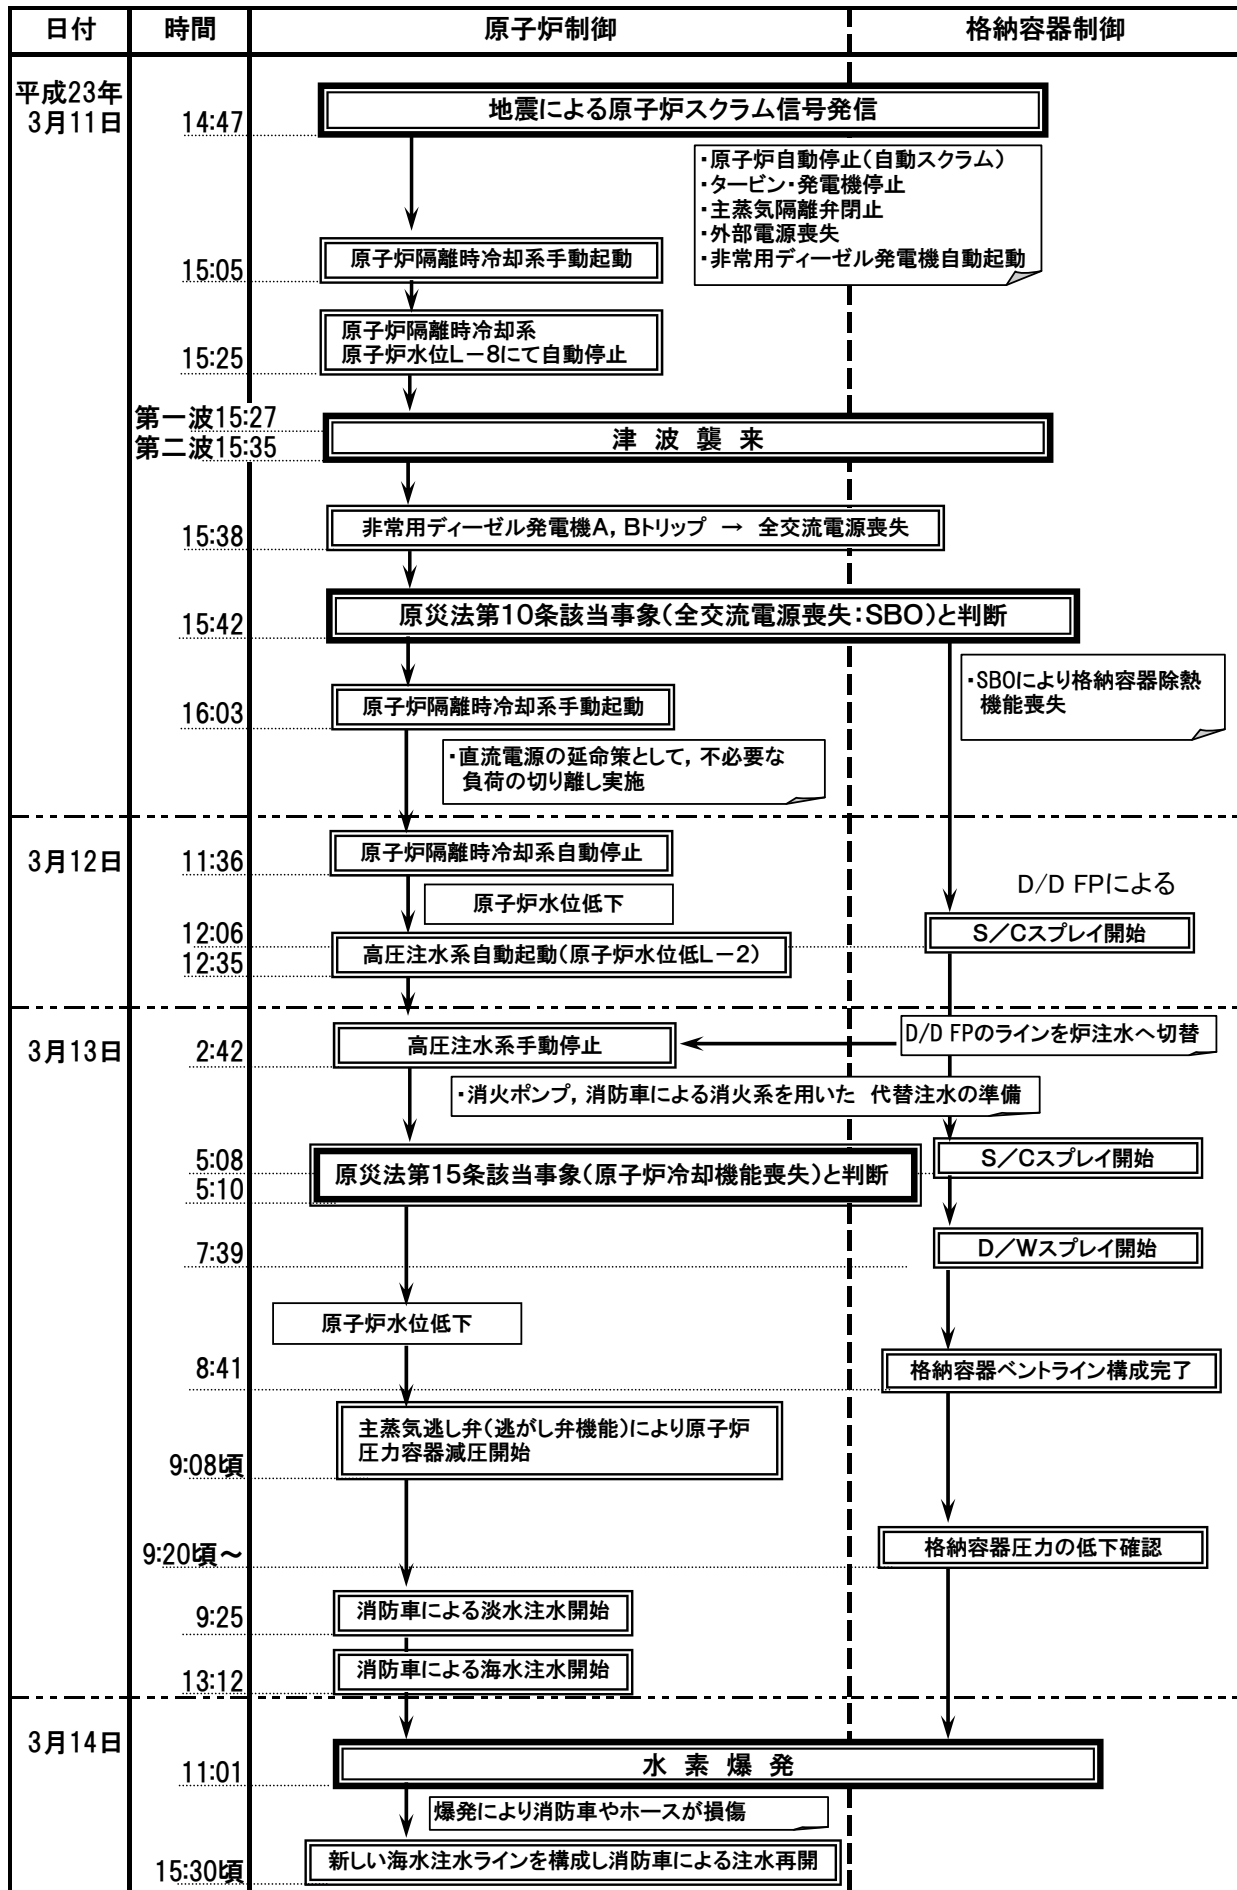 日付 時間 原子炉制御 格納容器制御
平成23年
3月11日 14:47 地震による原子炉スクラム信号発信
・原子炉自動停止（自動スクラム）
・タービン・発電機停止
・主蒸気隔離弁閉止
・外部電源喪失
・非常用ディーゼル発電機自動起動
15:05 原子炉隔離時冷却系手動起動
原子炉隔離時冷却系
15:25 原子炉水位L－8にて自動停止
第一波15:27
第二波15:35
津 波 襲 来
15:38 非常用ディーゼル発電機A，Bトリップ → 全交流電源喪失
15:42 原災法第10条該当事象（全交流電源喪失：SBO）と判断
・SBOにより格納容器除熱
機能喪失
16:03 原子炉隔離時冷却系手動起動
・直流電源の延命策として，不必要な
負荷の切り離し実施
3月12日 11:36 原子炉隔離時冷却系自動停止
原子炉水位低下
D/D FPによる
12:06 S／Cスプレイ開始
12:35 高圧注水系自動起動（原子炉水位低L－2）
3月13日 2:42 高圧注水系手動停止
D/D FPのラインを炉注水へ切替
・消火ポンプ，消防車による消火系を用いた 代替注水の準備
5:08 S／Cスプレイ開始
5:10 原災法第15条該当事象（原子炉冷却機能喪失）と判断
7:39 D／Wスプレイ開始
原子炉水位低下
8:41 格納容器ベントライン構成完了
主蒸気逃し弁（逃がし弁機能）により原子炉
圧力容器減圧開始
9:08頃
9:20頃～ 格納容器圧力の低下確認
9:25 消防車による淡水注水開始
13:12 消防車による海水注水開始
3月14日
11:01 水 素 爆 発
爆発により消防車やホースが損傷
15:30頃 新しい海水注水ラインを構成し消防車による注水再開